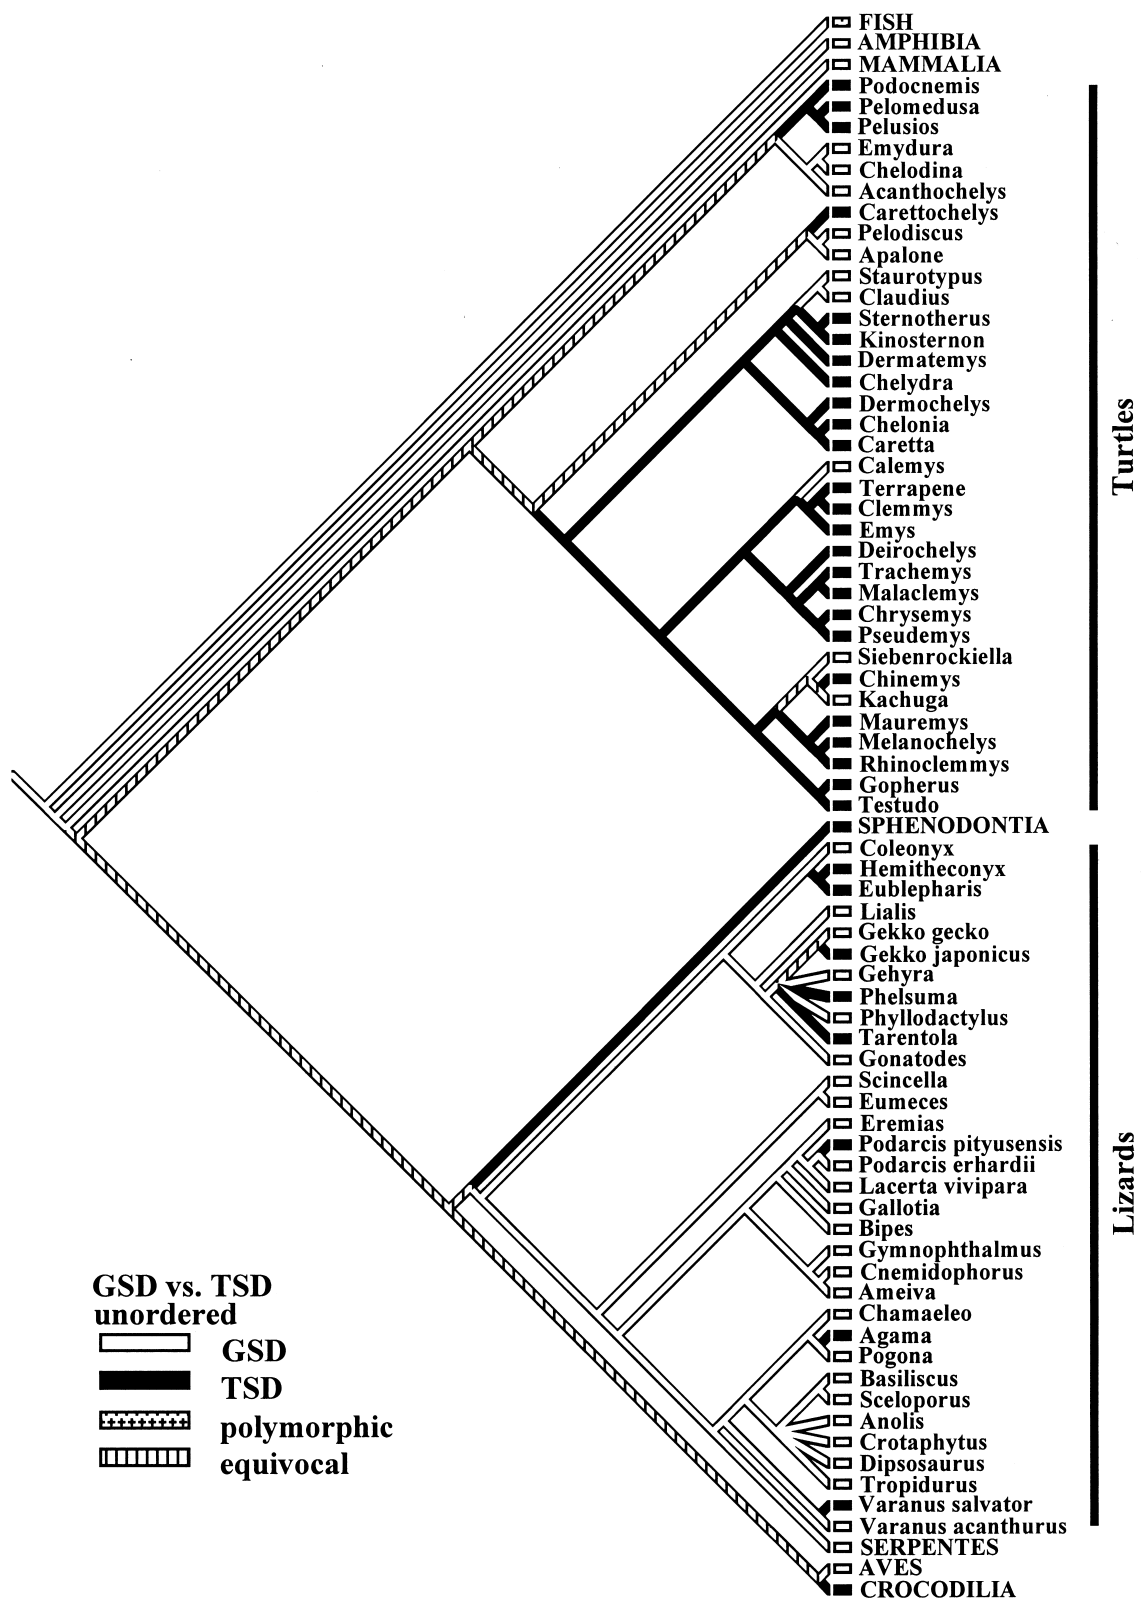 FISH
AMPHIBIA
MAMMALIA
Podocnemis
Pelomedusa
Pelusios
Emydura
Chelodina
Acanthochelys
Carettochelys
Pelodiscus
Apalone
Staurotypus
Claudius
Sternotherus
Kinosternon
Dermatemys
Chelydra
Dermochelys
Chelonia
Caretta
Calemys
Terrapene
Clemmys
Emys
Deirochelys
Trachemys
Malaclemys
Chrysemys
Pseudemys
Siebenrockiella
Chinemys
Kachuga
Mauremys
Melanochelys
Rhinoclemmys
Gopherus
Testudo
Turtles
SPHENODONTIA
Coleonyx
Hemitheconyx
Eublepharis
Lialis
Gekko gecko
Gekko japonicus
Gehyra
Phelsuma
Phyllodactylus
Tarentola
Gonatodes
Scincella
Eumeces
Eremias
Podarcis pityusensis
Podarcis erhardii
Lacerta vivipara
Gallotia
Bipes
Gymnophthalmus
Cnemidophorus
Ameiva
Chamaeleo
Agama
Pogona
Basiliscus
Sceloporus
Anolis
Crotaphytus
Dipsosaurus
Tropidurus
Varanus salvator
Varanus acanthurus
Lizards
SERPENTES
AVES
CROCODILIA
GSD vs. TSD
unordered
GSD
TSD
polymorphic
equivocal